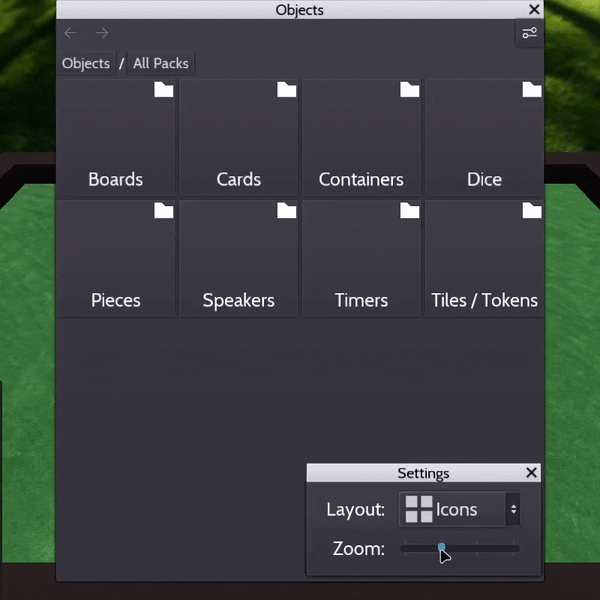 Objects
Objects / All Packs
Boards Cards Containers Dice
Pieces Speakers Timers Tiles / Tokens
Settings
Layout: Icons
Zoom: